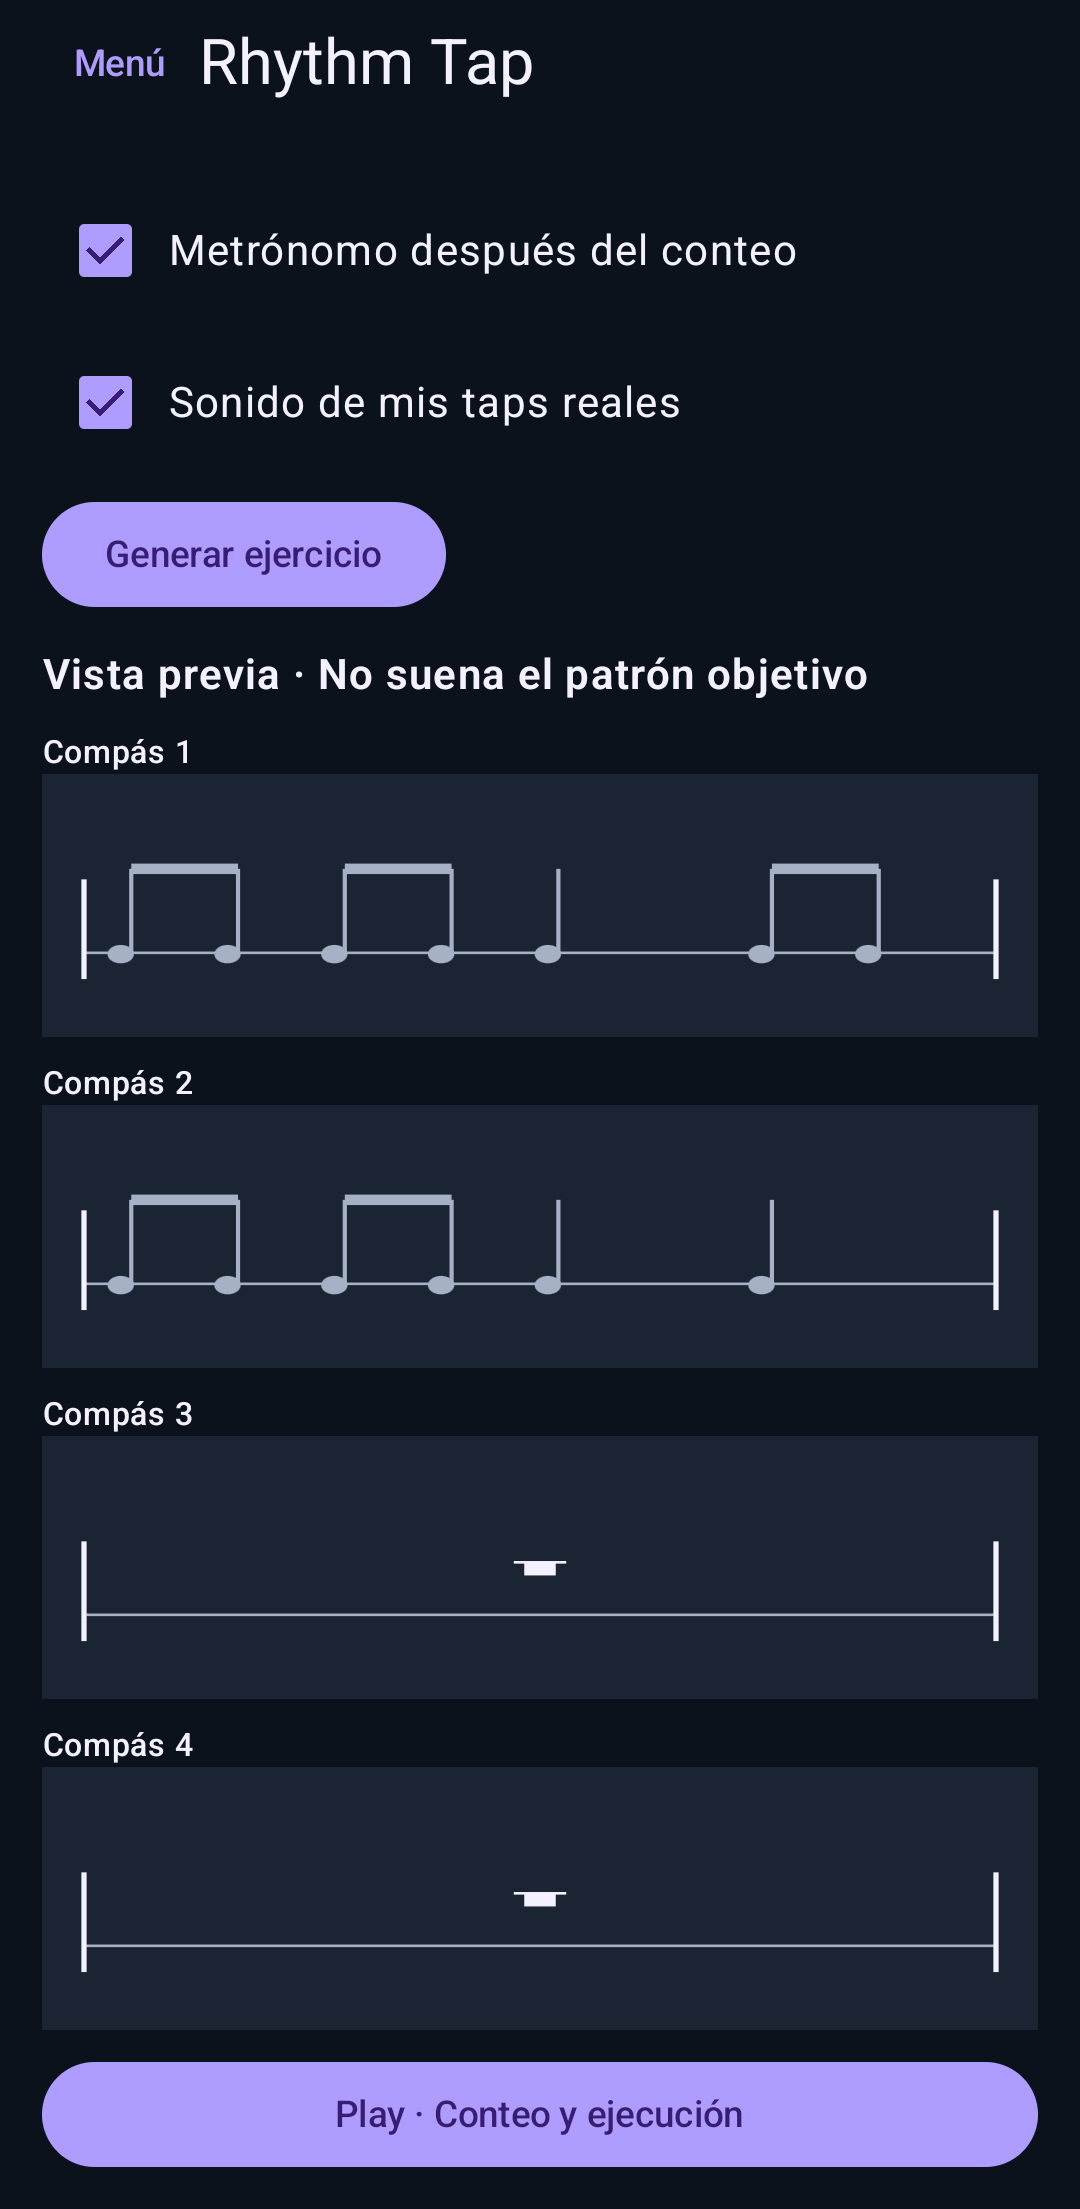 Menú Rhythm Tap
Metrónomo después del conteo
Sonido de mis taps reales
Generar ejercicio
Vista previa · No suena el patrón objetivo
Compás 1
Compás 2
Compás 3
Compás 4
Play · Conteo y ejecución